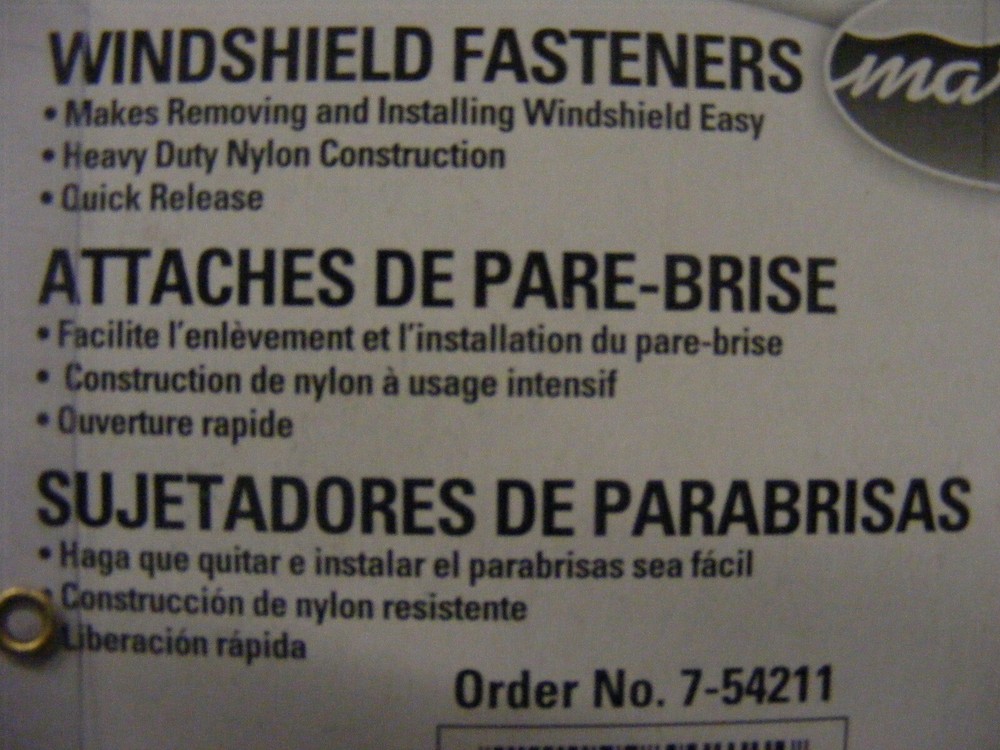 WINDSHIELD FASTENERS
• Makes Removing and Installing Windshield Easy
• Heavy Duty Nylon Construction
• Quick Release
ma
ATTACHES DE PARE-BRISE
• Facilite l'enlèvement et l'installation du pare-brise
• Construction de nylon à usage intensif
• Ouverture rapide
SUJETADORES DE PARABRISAS
• Haga que quitar e instalar el parabrisas sea fácil
• Construcción de nylon resistente
Liberación rápida
Order No. 7-54211